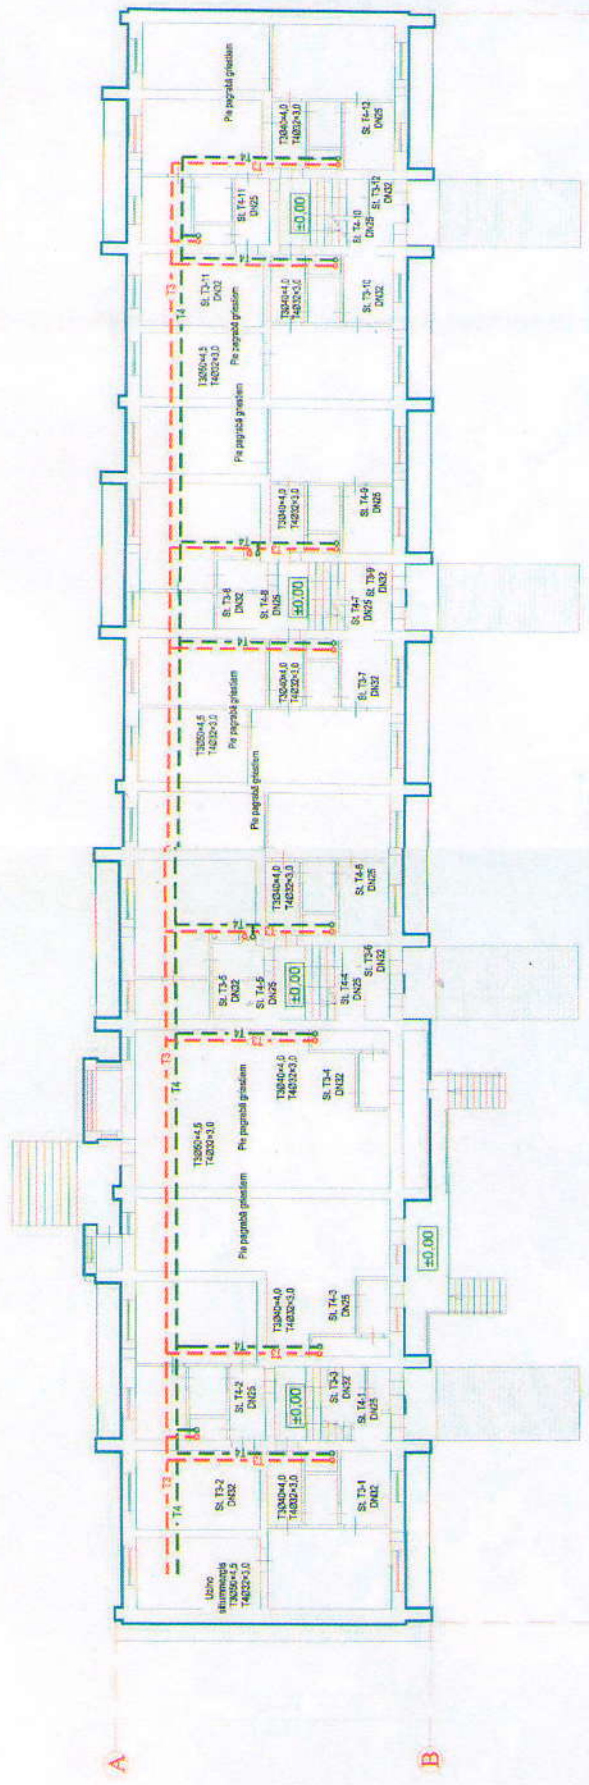 A
B
Uz/no
siltummezgla
T3Ø50×4,5
T4Ø32×3,0
T3
T4
St. T3-2
DN32
T3Ø40×4,0
T4Ø32×3,0
St. T3-1
DN32
St. T4-2
DN25
±0,00
St. T3-3
DN32
St. T4-1
DN25
T3Ø40×4,0
T4Ø32×3,0
St. T4-3
DN25
±0,00
Pie pagraba griestiem
T3Ø50×4,5
T4Ø32×3,0
Pie pagraba griestiem
T3Ø40×4,0
T4Ø32×3,0
St. T3-4
DN32
T3
T4
St. T3-5
DN32
St. T4-5
DN25
±0,00
St. T4-4
DN25
St. T3-6
DN32
T3Ø40×4,0
T4Ø32×3,0
St. T4-6
DN25
Pie pagrabā griestiem
T3Ø50×4,5
T4Ø32×3,0
Pie pagrabā griestiem
T3Ø40×4,0
T4Ø32×3,0
St. T3-7
DN32
St. T3-8
DN32
St. T4-8
DN25
±0,00
St. T4-7
DN25
St. T3-9
DN32
T3Ø40×4,0
T4Ø32×3,0
St. T4-9
DN25
Pie pagrabā griestiem
T3Ø50×4,5
T4Ø32×3,0
Pie pagrabā griestiem
T3
T4
St. T3-11
DN32
T3Ø40×4,0
T4Ø32×3,0
St. T3-10
DN32
St. T4-11
DN25
±0,00
St. T4-10
DN25
St. T3-12
DN32
T3Ø40×4,0
T4Ø32×3,0
St. T4-12
DN25
Pie pagrabā griestiem